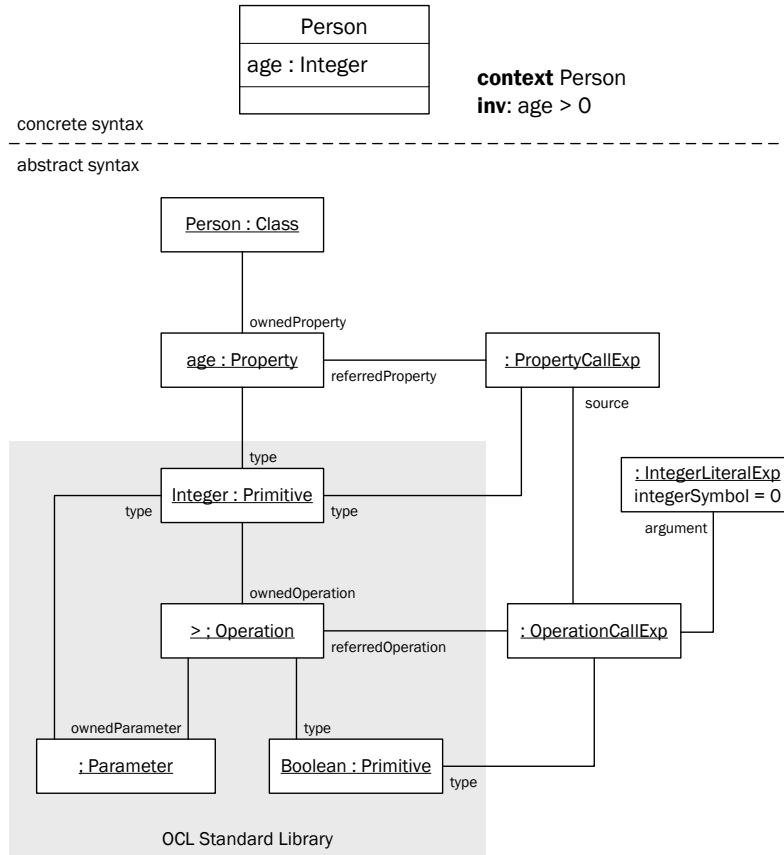 Person
age : Integer
context Person
inv: age > 0
concrete syntax
abstract syntax
Person : Class
ownedProperty
age : Property
referredProperty
: PropertyCallExp
source
type
Integer : Primitive
type
type
: IntegerLiteralExp
integerSymbol = 0
argument
ownedOperation
> : Operation
referredOperation
: OperationCallExp
ownedParameter
type
: Parameter
Boolean : Primitive
type
OCL Standard Library